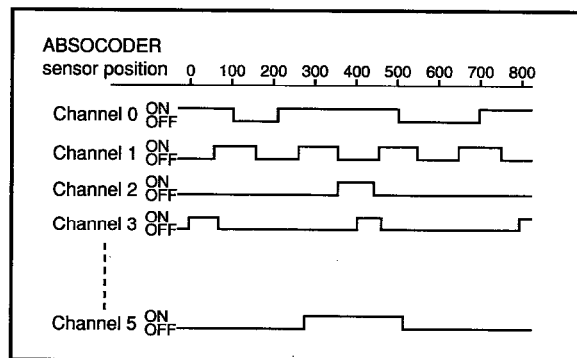 ABSOCODER
sensor position 0 100 200 300 400 500 600 700 800
Channel 0 ON
OFF
Channel 1 ON
OFF
Channel 2 ON
OFF
Channel 3 ON
OFF
Channel 5 ON
OFF